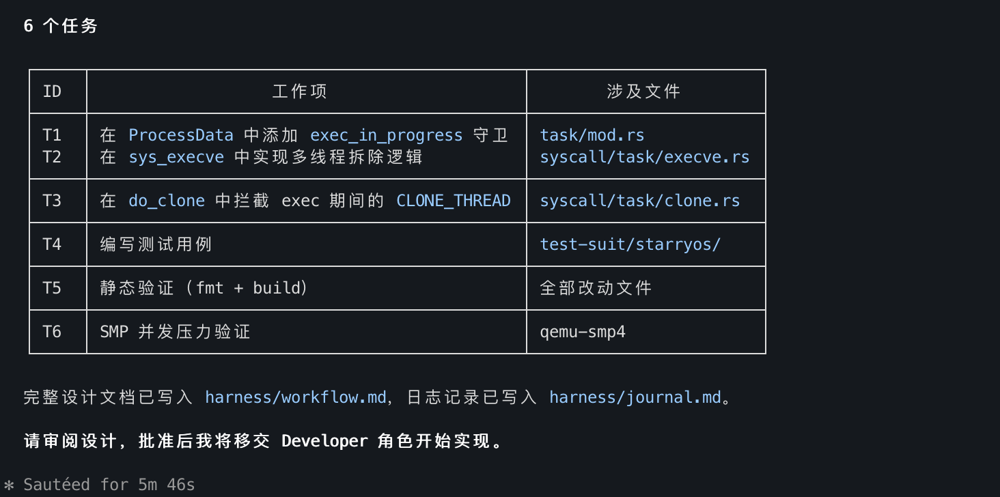 6 个任务
ID 工作项 涉及文件
T1 在 ProcessData 中添加 exec_in_progress 守卫 task/mod.rs
T2 在 sys_execve 中实现多线程拆除逻辑 syscall/task/execve.rs
T3 在 do_clone 中拦截 exec 期间的 CLONE_THREAD syscall/task/clone.rs
T4 编写测试用例 test-suit/starryos/
T5 静态验证（fmt + build） 全部改动文件
T6 SMP 并发压力验证 qemu-smp4
完整设计文档已写入 harness/workflow.md，日志记录已写入 harness/journal.md。
请审阅设计，批准后我将移交 Developer 角色开始实现。
✻ Sautéed for 5m 46s